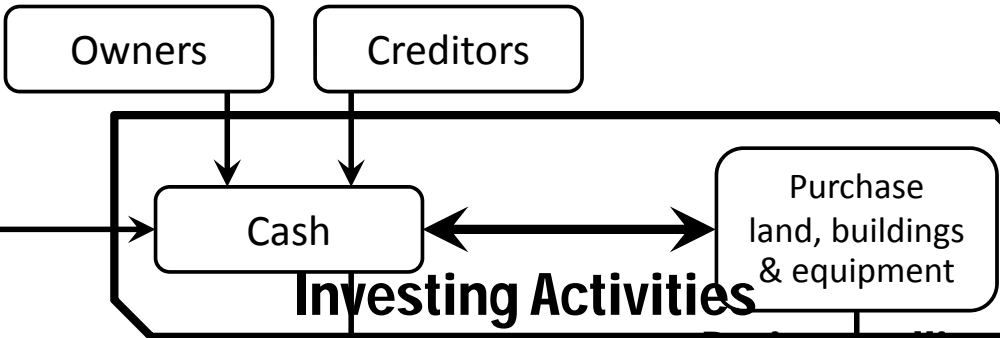 Owners
Creditors
Cash
Purchase
land, buildings
& equipment
Investing Activities